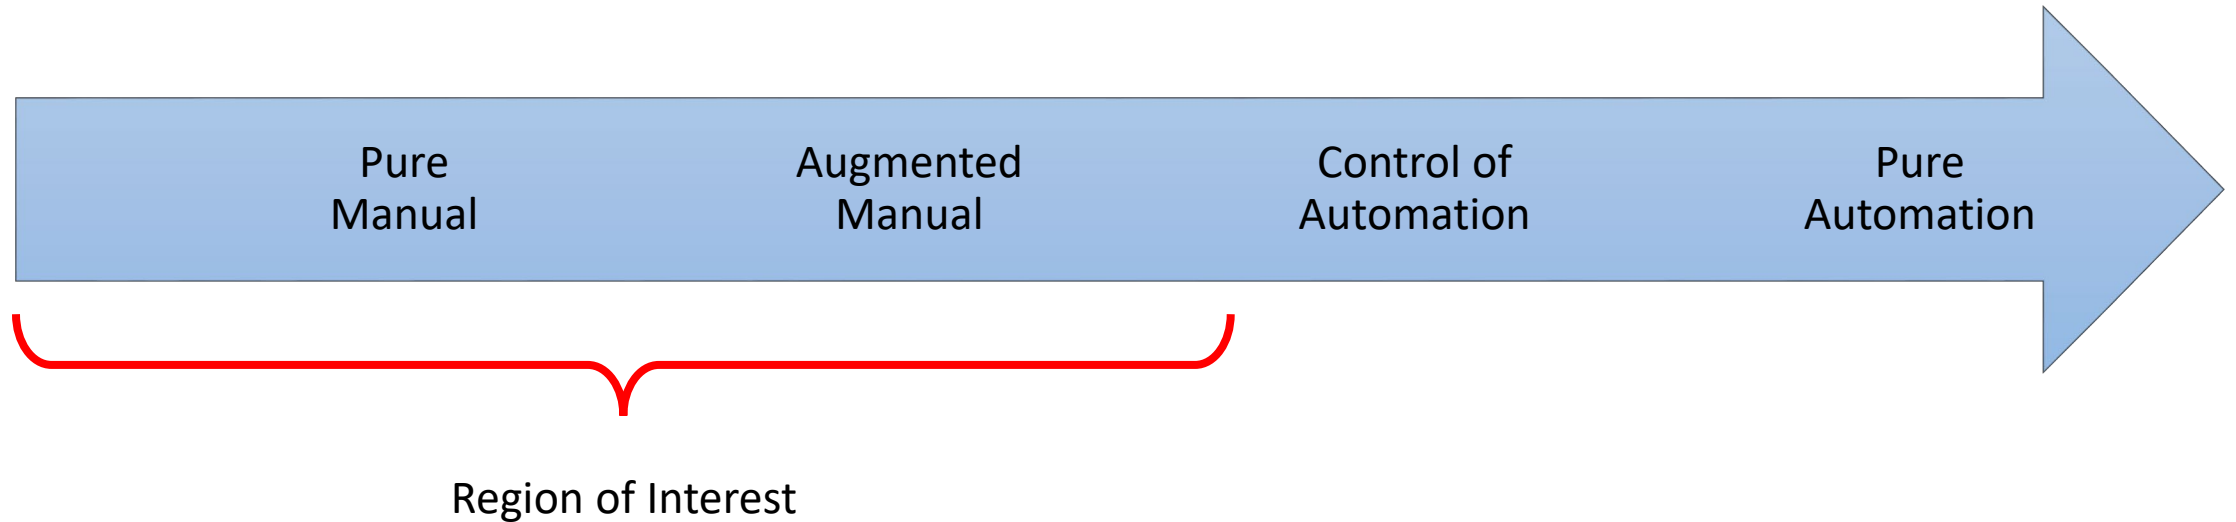 Pure
Manual
Augmented
Manual
Control of
Automation
Pure
Automation
Region of Interest